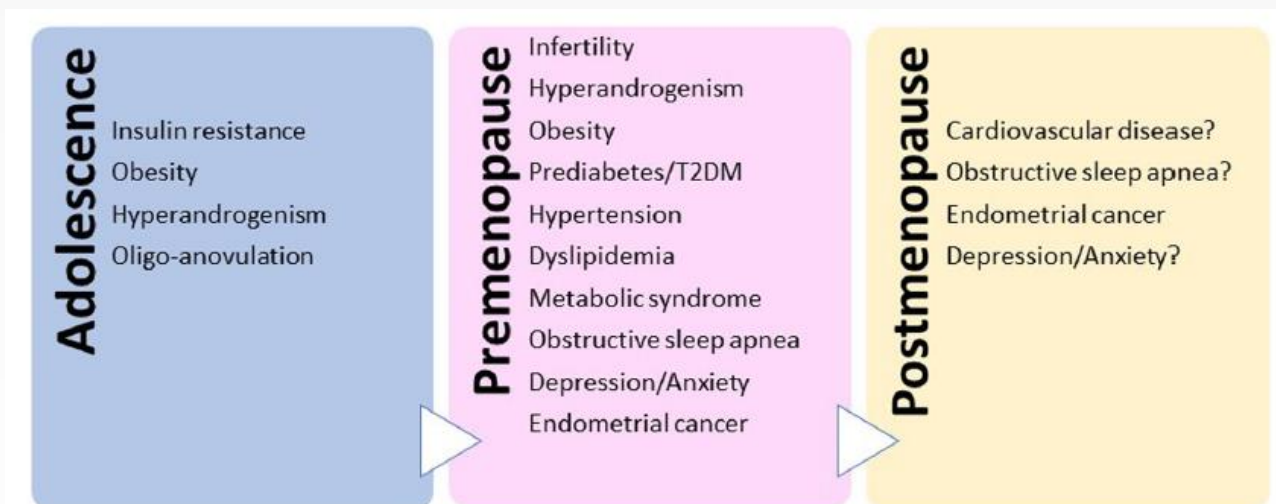 Adolescence
Insulin resistance
Obesity
Hyperandrogenism
Oligo-anovulation
Premenopause
Infertility
Hyperandrogenism
Obesity
Prediabetes/T2DM
Hypertension
Dyslipidemia
Metabolic syndrome
Obstructive sleep apnea
Depression/Anxiety
Endometrial cancer
Postmenopause
Cardiovascular disease?
Obstructive sleep apnea?
Endometrial cancer
Depression/Anxiety?